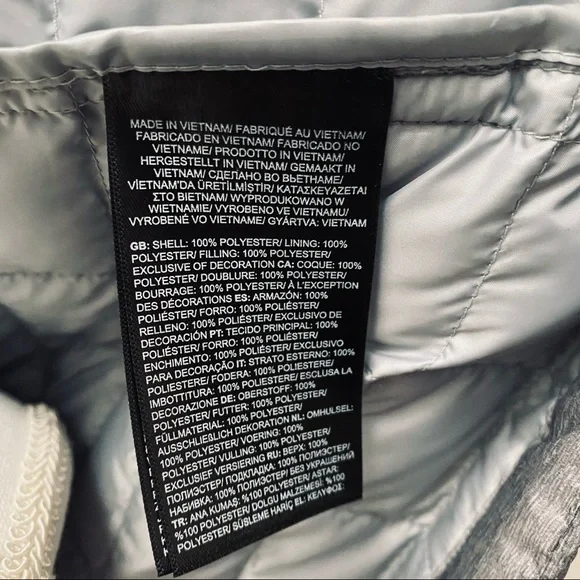 MADE IN VIETNAM/ FABRIQUÉ AU VIETNAM/
FABRICADO EN VIETNAM/ FABRICADO NO
VIETNAME/ PRODOTTO IN VIETNAM/
HERGESTELLT IN VIETNAM/ GEMAAKT IN
VIETNAM/ СДЕЛАНО ВО ВЬЕТНАМЕ/
VİETNAM'DA ÜRETİLMİŞTİR/ ΚΑΤΑΣΚΕΥΑΖΕΤΑΙ
ΣΤΟ ΒΙΕΤΝΑΜ/ WYPRODUKOWANO W
WIETNAMIE/ VYROBENO VE VIETNAMU/
VYROBENÉ VO VIETNAME/ GYÁRTVA: VIETNAM
GB: SHELL: 100% POLYESTER/ LINING: 100%
POLYESTER/ FILLING: 100% POLYESTER/
EXCLUSIVE OF DECORATION CA: COQUE: 100%
POLYESTER/ DOUBLURE: 100% POLYESTER/
BOURRAGE: 100% POLYESTER/ À L'EXCEPTION
DES DÉCORATIONS ES: ARMAZÓN: 100%
POLIÉSTER/ FORRO: 100% POLIÉSTER/
RELLENO: 100% POLIÉSTER/ EXCLUSIVO DE
DECORACIÓN PT: TECIDO PRINCIPAL: 100%
POLIÉSTER/ FORRO: 100% POLIÉSTER/
ENCHIMENTO: 100% POLIÉSTER/ EXCLUSIVO
PARA DECORAÇÃO IT: STRATO ESTERNO: 100%
POLIESTERE/ FODERA: 100% POLIESTERE/
IMBOTTITURA: 100% POLIESTERE/ ESCLUSA LA
DECORAZIONE DE: OBERSTOFF: 100%
POLYESTER/ FUTTER: 100% POLYESTER/
FÜLLMATERIAL: 100% POLYESTER/
AUSSCHLIEßLICH DEKORATION NL: OMHULSEL:
100% POLYESTER/ VOERING: 100%
POLYESTER/ VULLING: 100% POLYESTER/
EXCLUSIEF VERSIERING RU: ВЕРХ: 100%
ПОЛИЭСТЕР/ ПОДКЛАДКА: 100% ПОЛИЭСТЕР/
НАБИВКА: 100% ПОЛИЭСТЕР/ БЕЗ УКРАШЕНИЙ
TR: ANA KUMAŞ: %100 POLYESTER/ ASTAR:
%100 POLYESTER/ DOLGU MALZEMESİ: %100
POLYESTER/ SÜSLEME HARİÇ EL: ΚΕΛΥΦΟΣ: